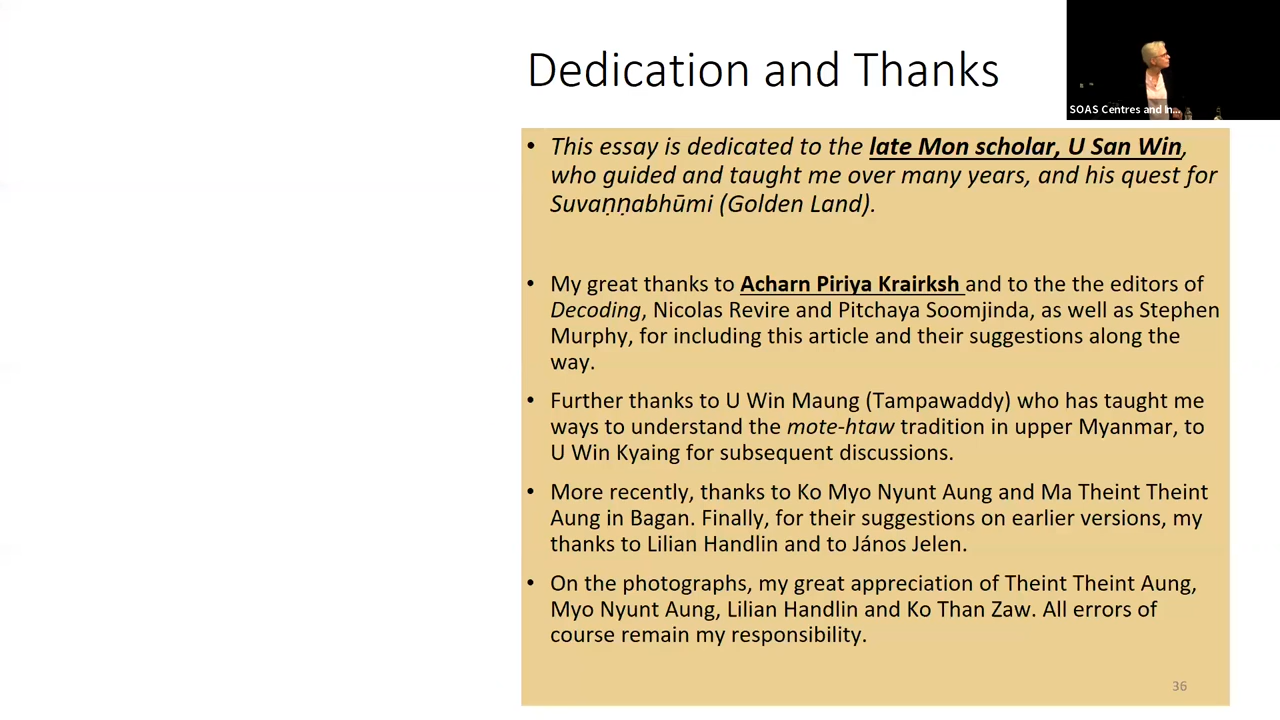 Dedication and Thanks
SOAS Centres and In...
• This essay is dedicated to the late Mon scholar, U San Win,
who guided and taught me over many years, and his quest for
Suvaṇṇabhūmi (Golden Land).
• My great thanks to Acharn Piriya Krairksh and to the the editors of
Decoding, Nicolas Revire and Pitchaya Soomjinda, as well as Stephen
Murphy, for including this article and their suggestions along the
way.
• Further thanks to U Win Maung (Tampawaddy) who has taught me
ways to understand the mote-htaw tradition in upper Myanmar, to
U Win Kyaing for subsequent discussions.
• More recently, thanks to Ko Myo Nyunt Aung and Ma Theint Theint
Aung in Bagan. Finally, for their suggestions on earlier versions, my
thanks to Lilian Handlin and to János Jelen.
• On the photographs, my great appreciation of Theint Theint Aung,
Myo Nyunt Aung, Lilian Handlin and Ko Than Zaw. All errors of
course remain my responsibility.
36